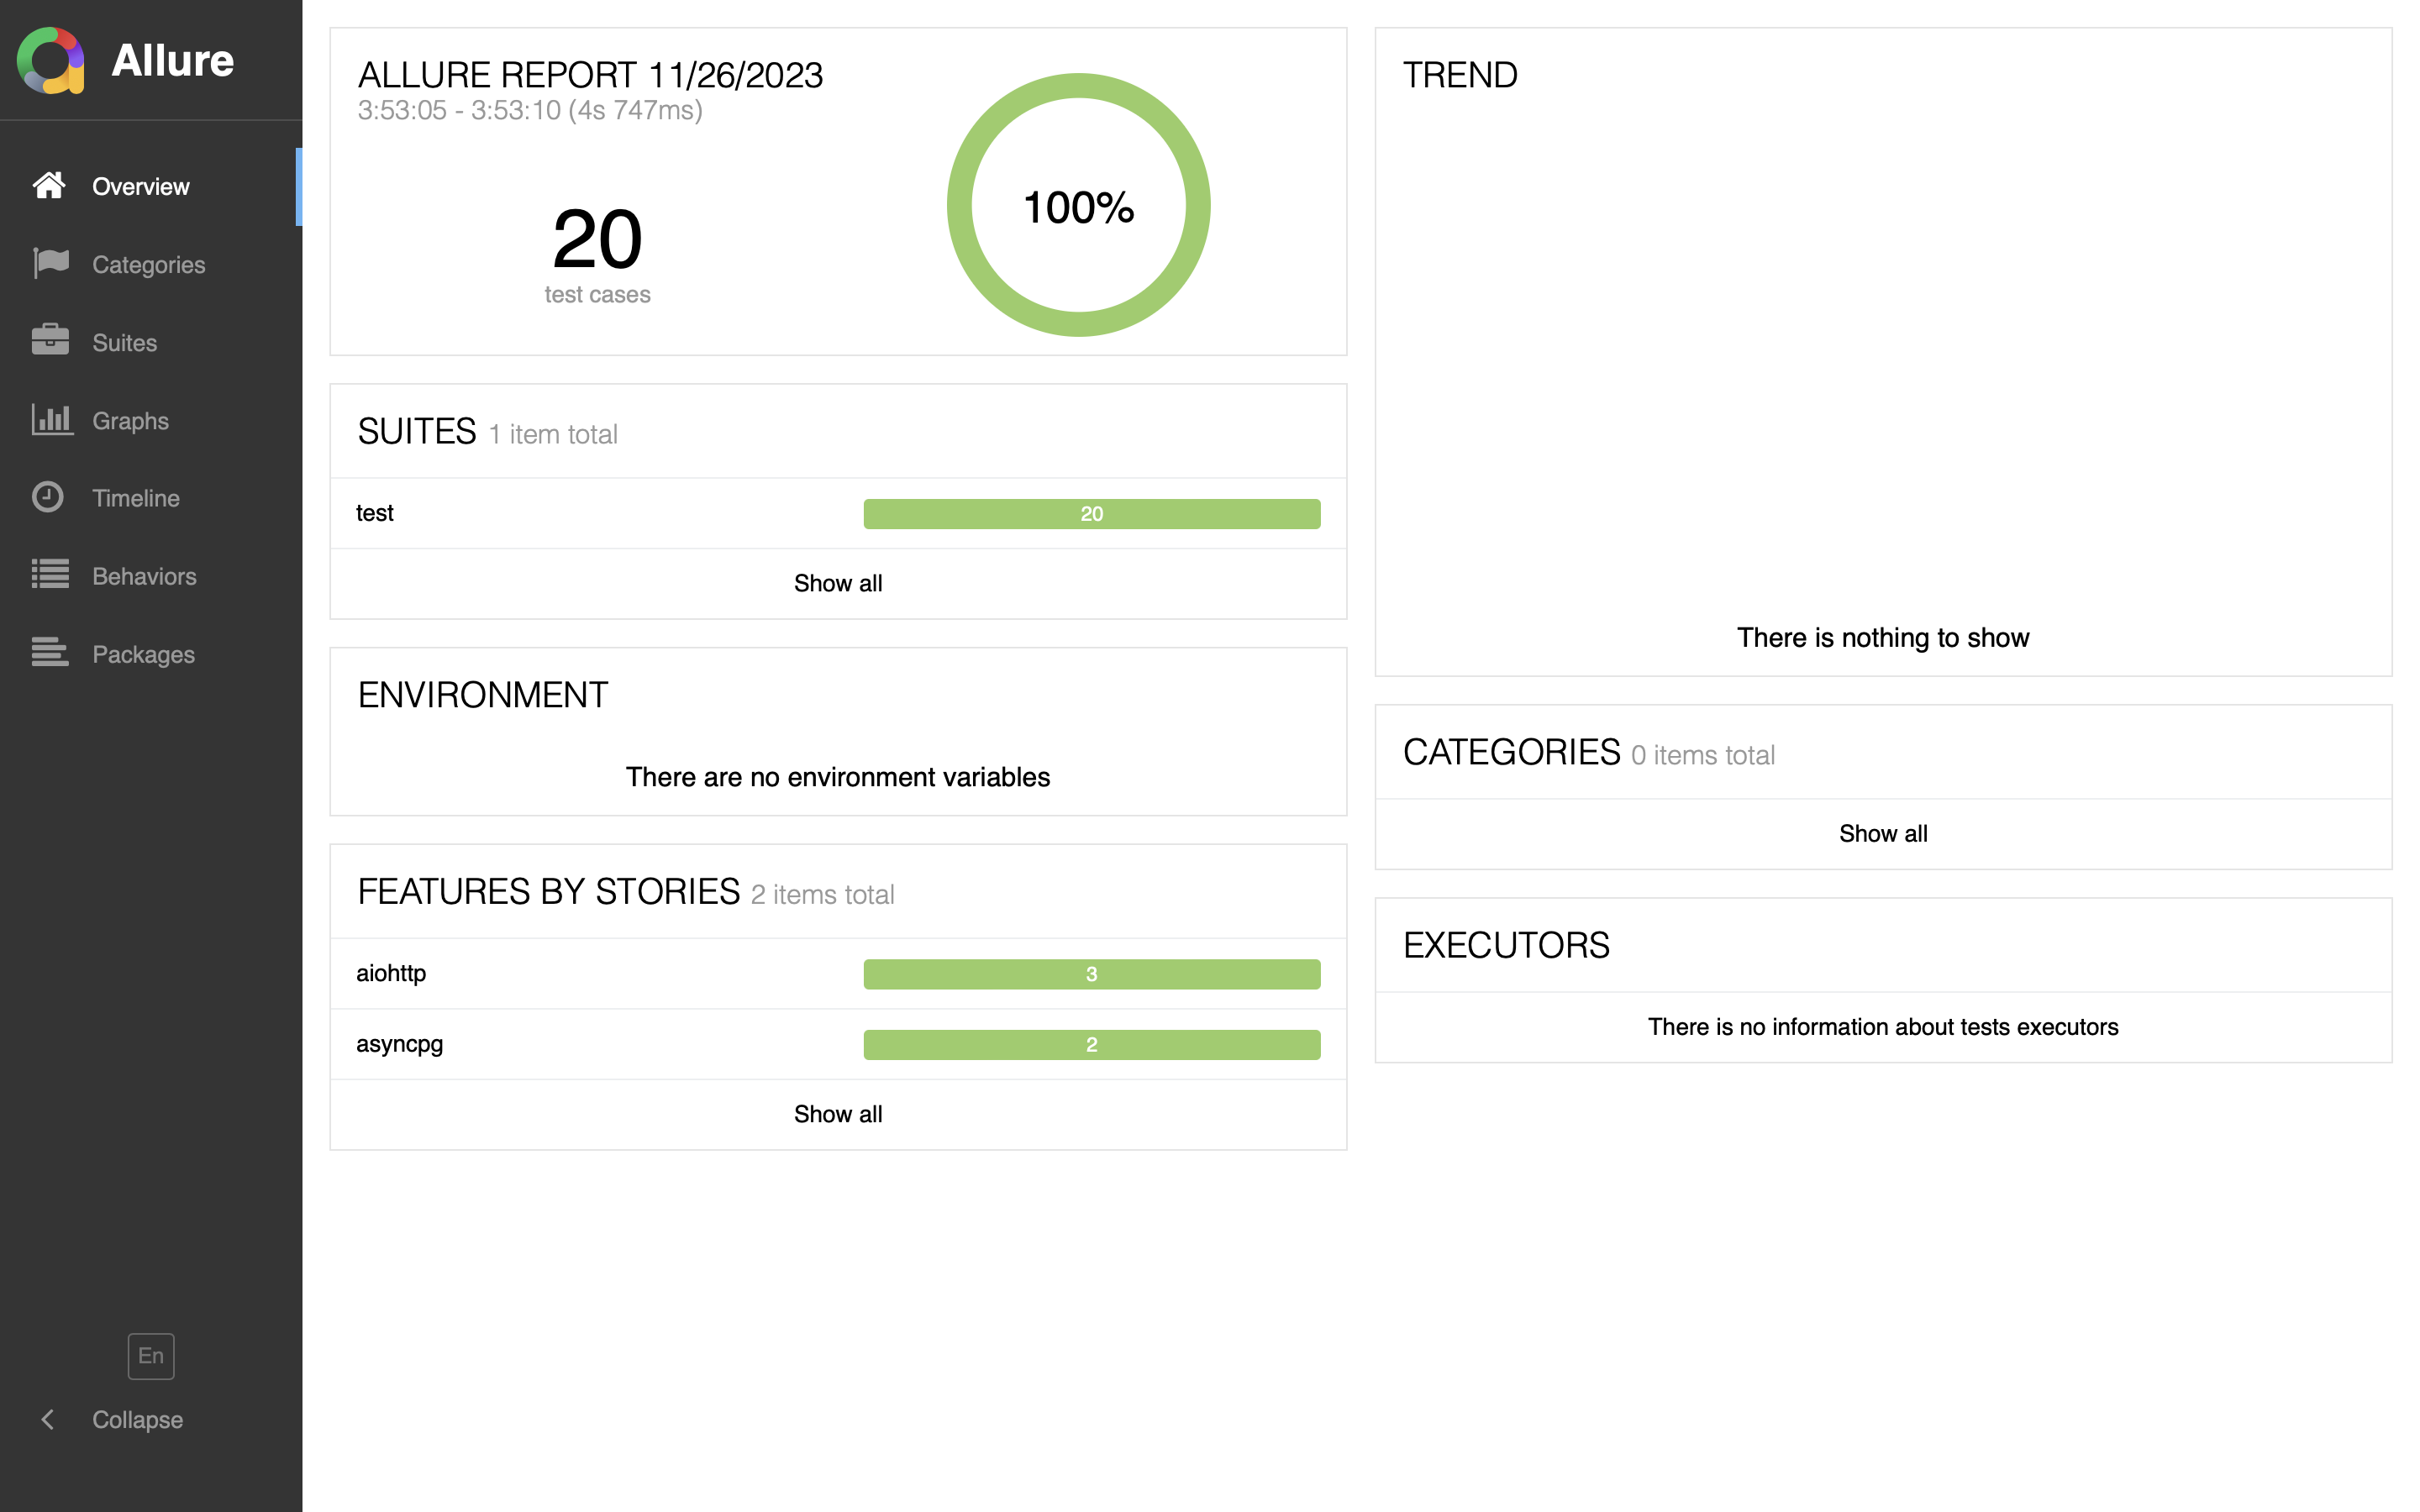 Allure
Overview
Categories
Suites
Graphs
Timeline
Behaviors
Packages
En
Collapse
ALLURE REPORT 11/26/2023
3:53:05 - 3:53:10 (4s 747ms)
20
test cases
100%
SUITES 1 item total
test 20
Show all
ENVIRONMENT
There are no environment variables
FEATURES BY STORIES 2 items total
aiohttp 3
asyncpg 2
Show all
TREND
There is nothing to show
CATEGORIES 0 items total
Show all
EXECUTORS
There is no information about tests executors